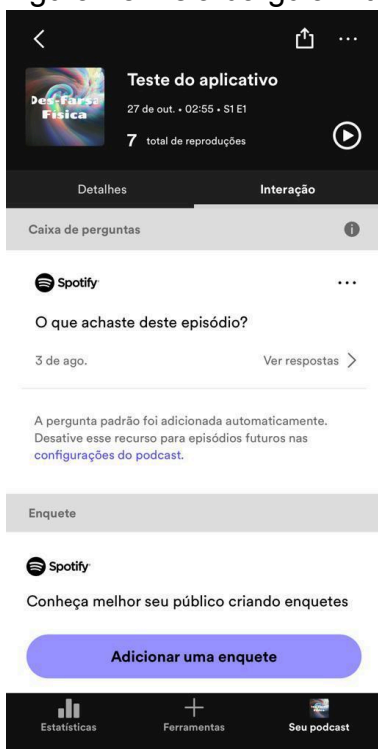 Teste do aplicativo
Des-farsa
Física
27 de out. • 02:55 • S1 E1
7 total de reproduções
Detalhes
Interação
Caixa de perguntas
Spotify
O que achaste deste episódio?
3 de ago.
Ver respostas
A pergunta padrão foi adicionada automaticamente.
Desative esse recurso para episódios futuros nas
configurações do podcast.
Enquete
Spotify
Conheça melhor seu público criando enquetes
Adicionar uma enquete
Estatísticas
Ferramentas
Seu podcast